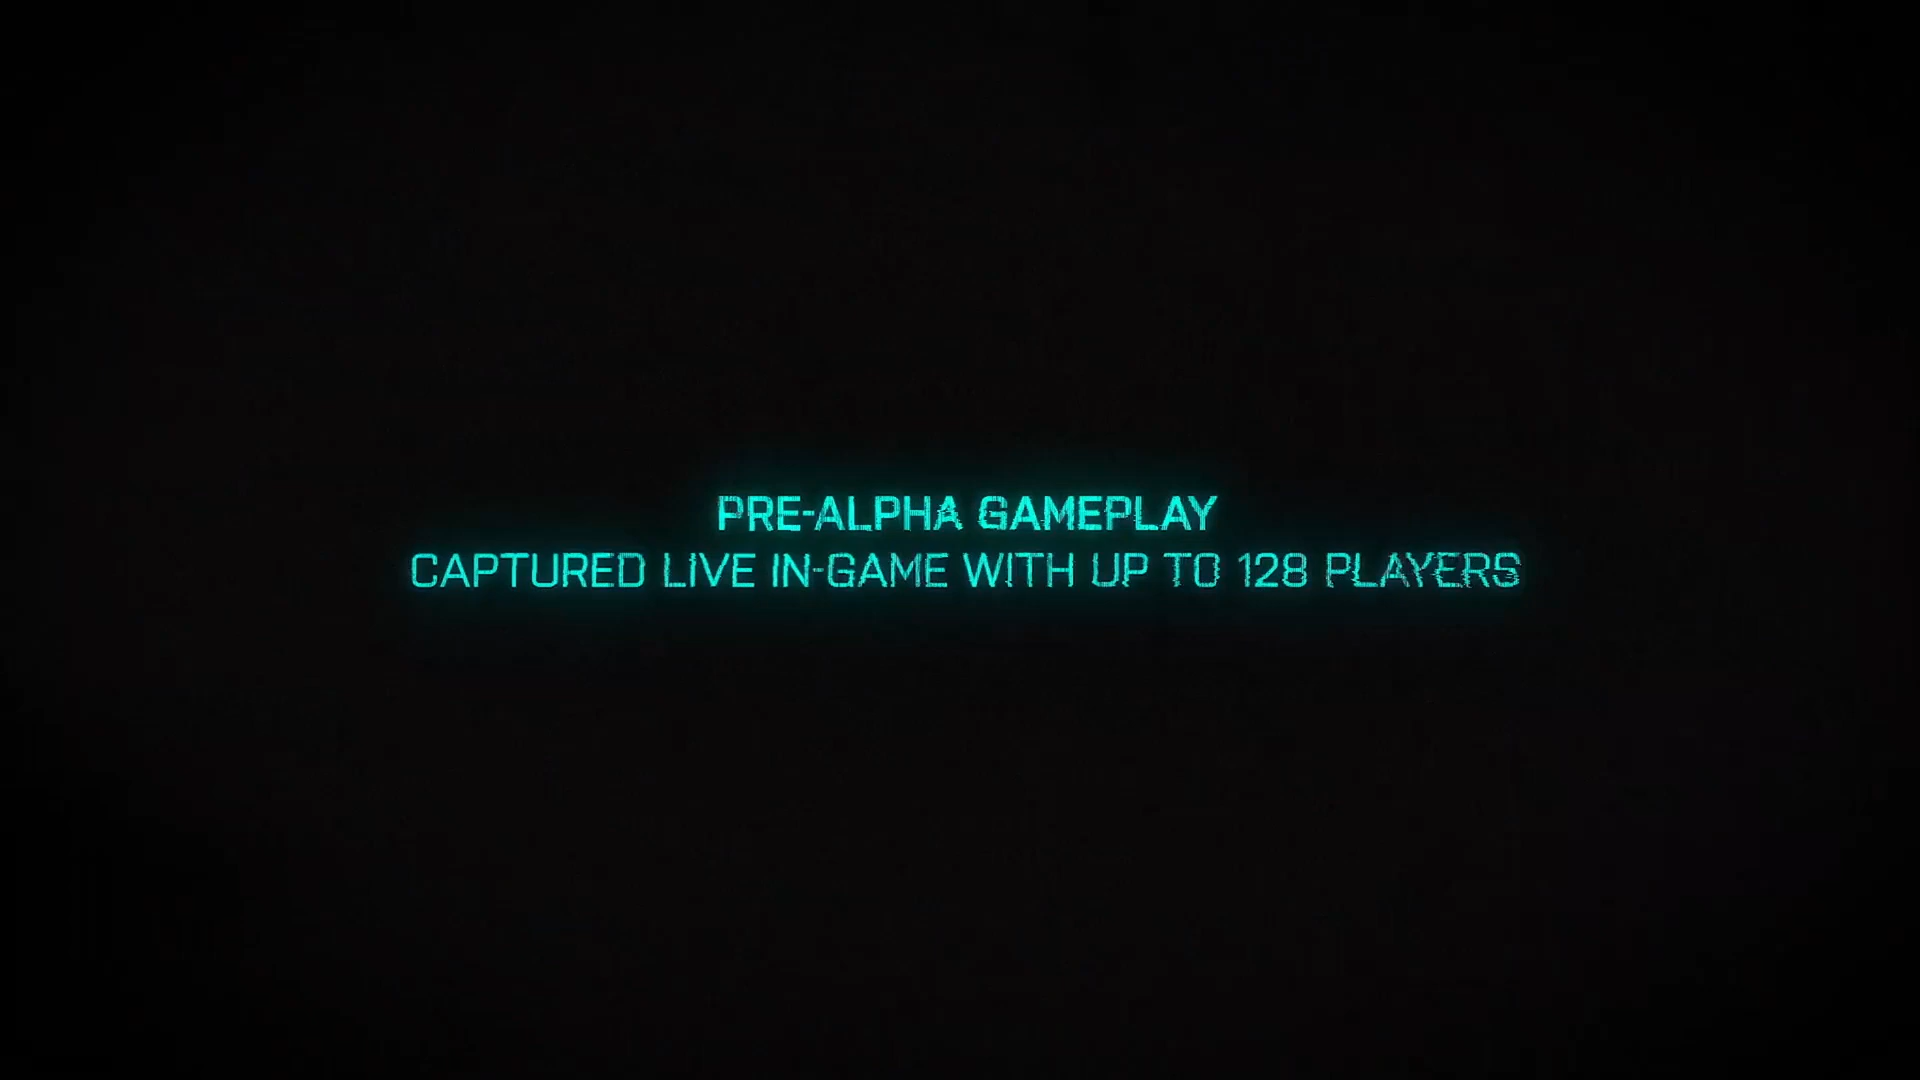 PRE-ALPHA GAMEPLAY
CAPTURED LIVE IN-GAME WITH UP TO 128 PLAYERS